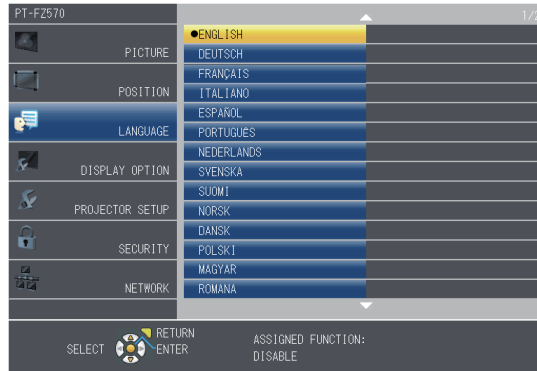 PT-FZ570
1/2
PICTURE
POSITION
LANGUAGE
DISPLAY OPTION
PROJECTOR SETUP
SECURITY
NETWORK
●ENGLISH
DEUTSCH
FRANÇAIS
ITALIANO
ESPAÑOL
PORTUGUÊS
NEDERLANDS
SVENSKA
SUOMI
NORSK
DANSK
POLSKI
MAGYAR
ROMANA
SELECT
RETURN
ENTER
ASSIGNED FUNCTION:
DISABLE